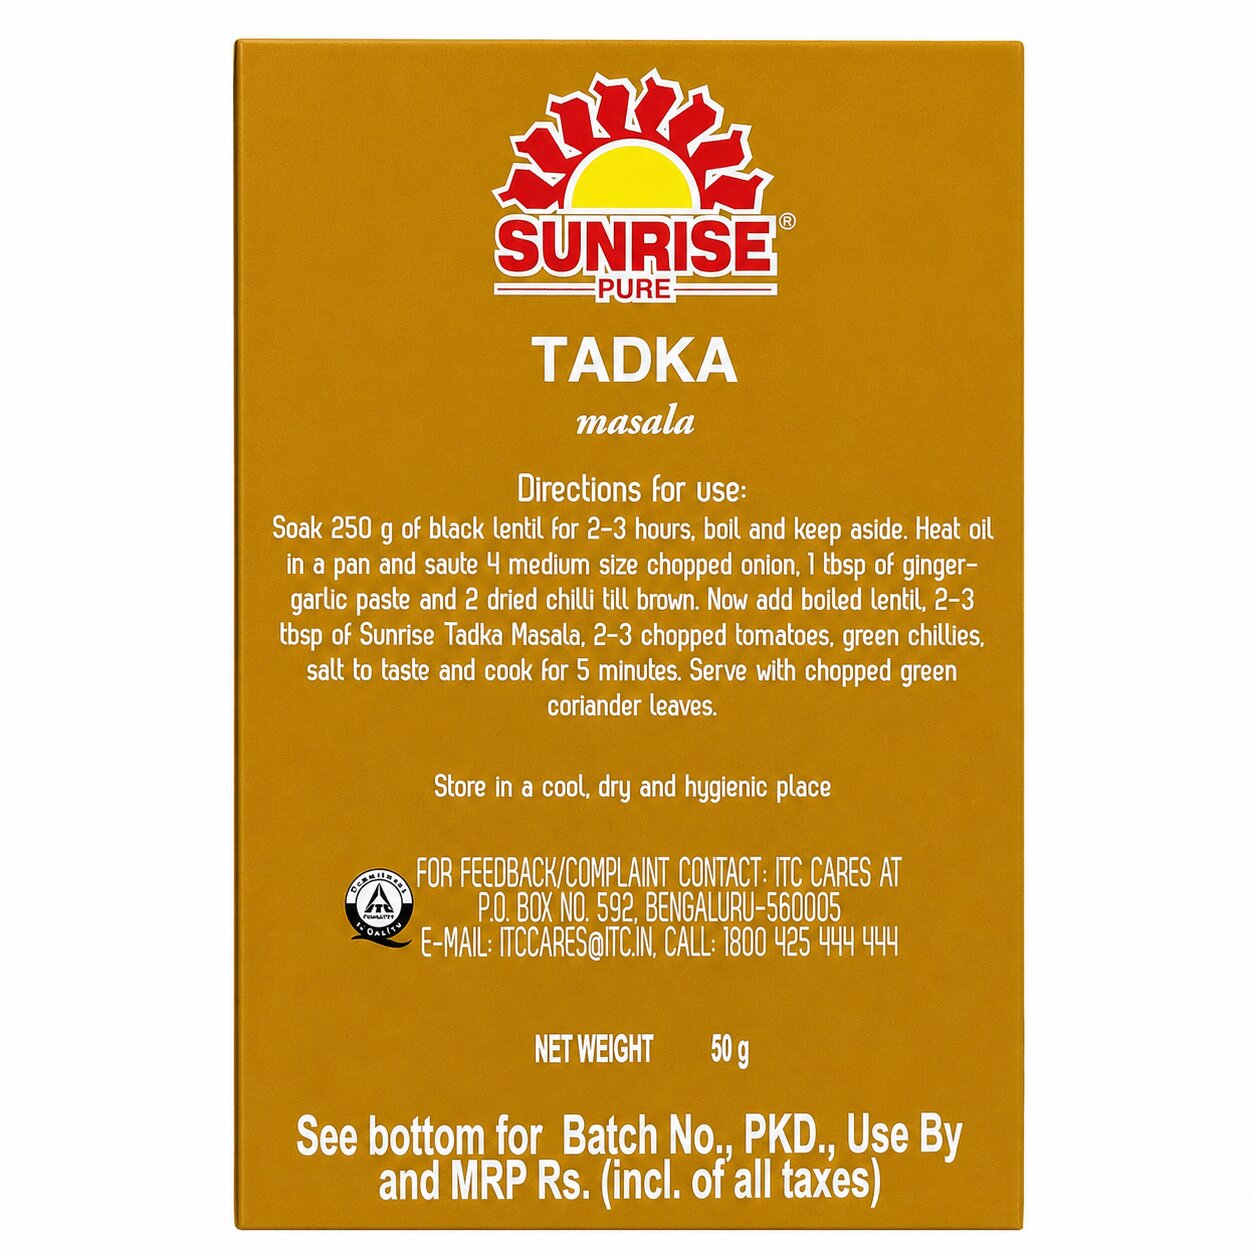 SUNRISE®
PURE
TADKA
masala
Directions for use:
Soak 250 g of black lentil for 2-3 hours, boil and keep aside. Heat oil
in a pan and saute 4 medium size chopped onion, 1 tbsp of ginger-
garlic paste and 2 dried chilli till brown. Now add boiled lentil, 2-3
tbsp of Sunrise Tadka Masala, 2-3 chopped tomatoes, green chillies,
salt to taste and cook for 5 minutes. Serve with chopped green
coriander leaves.
Store in a cool, dry and hygienic place
FOR FEEDBACK/COMPLAINT CONTACT: ITC CARES AT
P.O. BOX NO. 592, BENGALURU-560005
E-MAIL: ITCCARES@ITC.IN, CALL: 1800 425 444 444
ITC
NET WEIGHT 50 g
See bottom for Batch No., PKD., Use By
and MRP Rs. (incl. of all taxes)